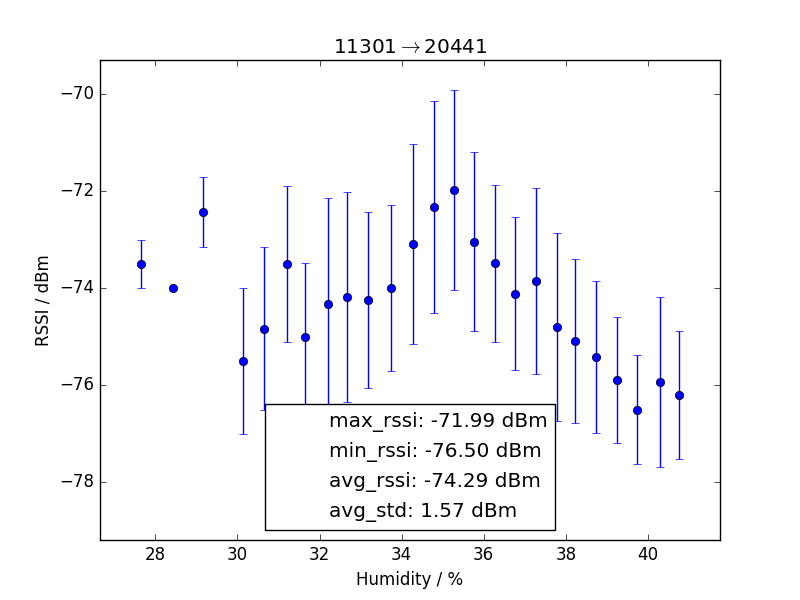 11301→20441
−70
−72
−74
−76
−78
RSSI / dBm
max_rssi: -71.99 dBm
min_rssi: -76.50 dBm
avg_rssi: -74.29 dBm
avg_std: 1.57 dBm
28 30 32 34 36 38 40
Humidity / %